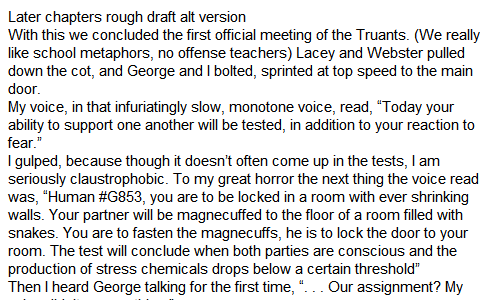 Later chapters rough draft alt version
With this we concluded the first official meeting of the Truants. (We really
like school metaphors, no offense teachers) Lacey and Webster pulled
down the cot, and George and I bolted, sprinted at top speed to the main
door.
My voice, in that infuriatingly slow, monotone voice, read, “Today your
ability to support one another will be tested, in addition to your reaction to
fear.”
I gulped, because though it doesn’t often come up in the tests, I am
seriously claustrophobic. To my great horror the next thing the voice read
was, “Human #G853, you are to be locked in a room with ever shrinking
walls. Your partner will be magnecuffed to the floor of a room filled with
snakes. You are to fasten the magnecuffs, he is to lock the door to your
room. The test will conclude when both parties are conscious and the
production of stress chemicals drops below a certain threshold”
Then I heard George talking for the first time, “. . . Our assignment? My